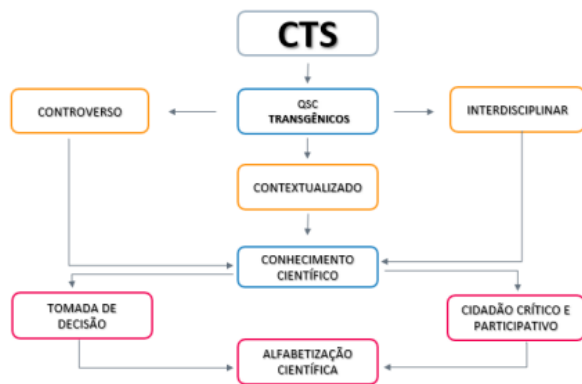 CTS
CONTROVERSO
QSC
TRANSGÊNICOS
INTERDISCIPLINAR
CONTEXTUALIZADO
CONHECIMENTO
CIENTÍFICO
TOMADA DE
DECISÃO
CIDADÃO CRÍTICO E
PARTICIPATIVO
ALFABETIZAÇÃO
CIENTÍFICA